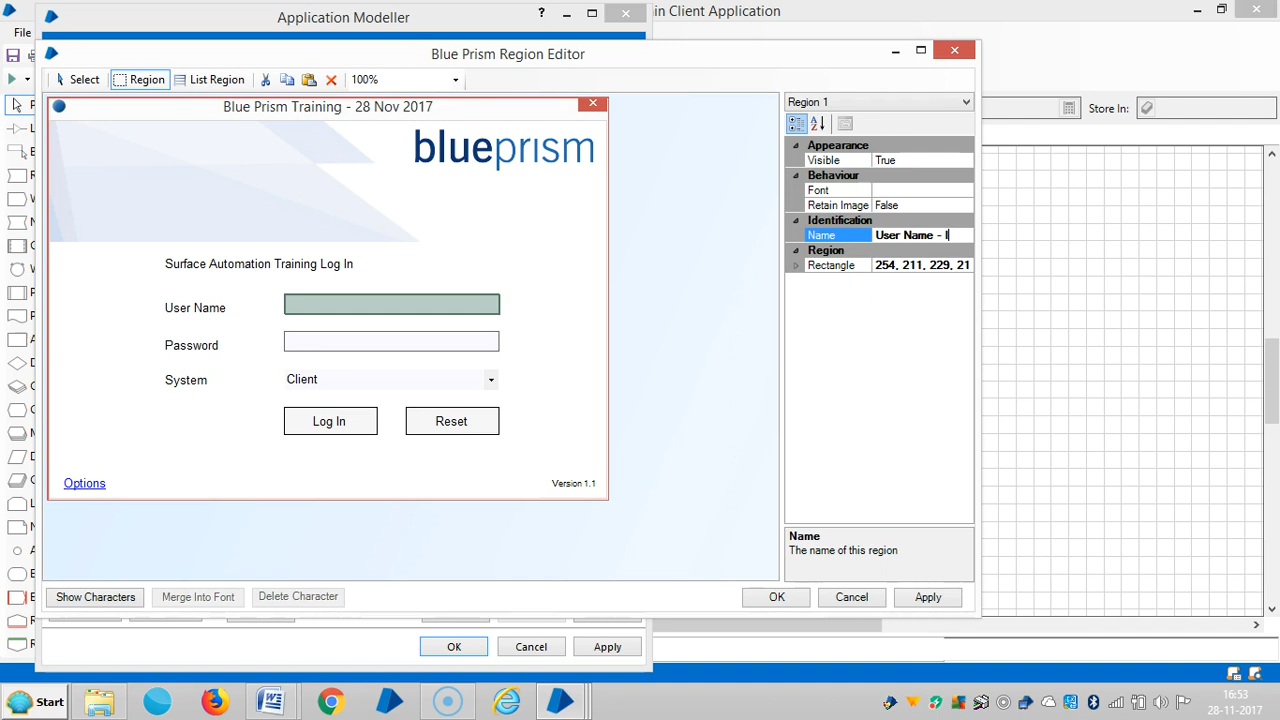 Application Modeller
?
in Client Application
File
Blue Prism Region Editor
Select
Region
List Region
100%
Region 1
Store In:
Blue Prism Training - 28 Nov 2017
blueprism
Appearance
Visible True
Behaviour
Font
Retain Image False
Identification
Name User Name - I
Region
Rectangle 254, 211, 229, 21
Surface Automation Training Log In
User Name
Password
System Client
Log In Reset
Options
Version 1.1
Name
The name of this region
Show Characters
Merge Into Font
Delete Character
OK
Cancel
Apply
OK
Cancel
Apply
Start
16:53
28-11-2017